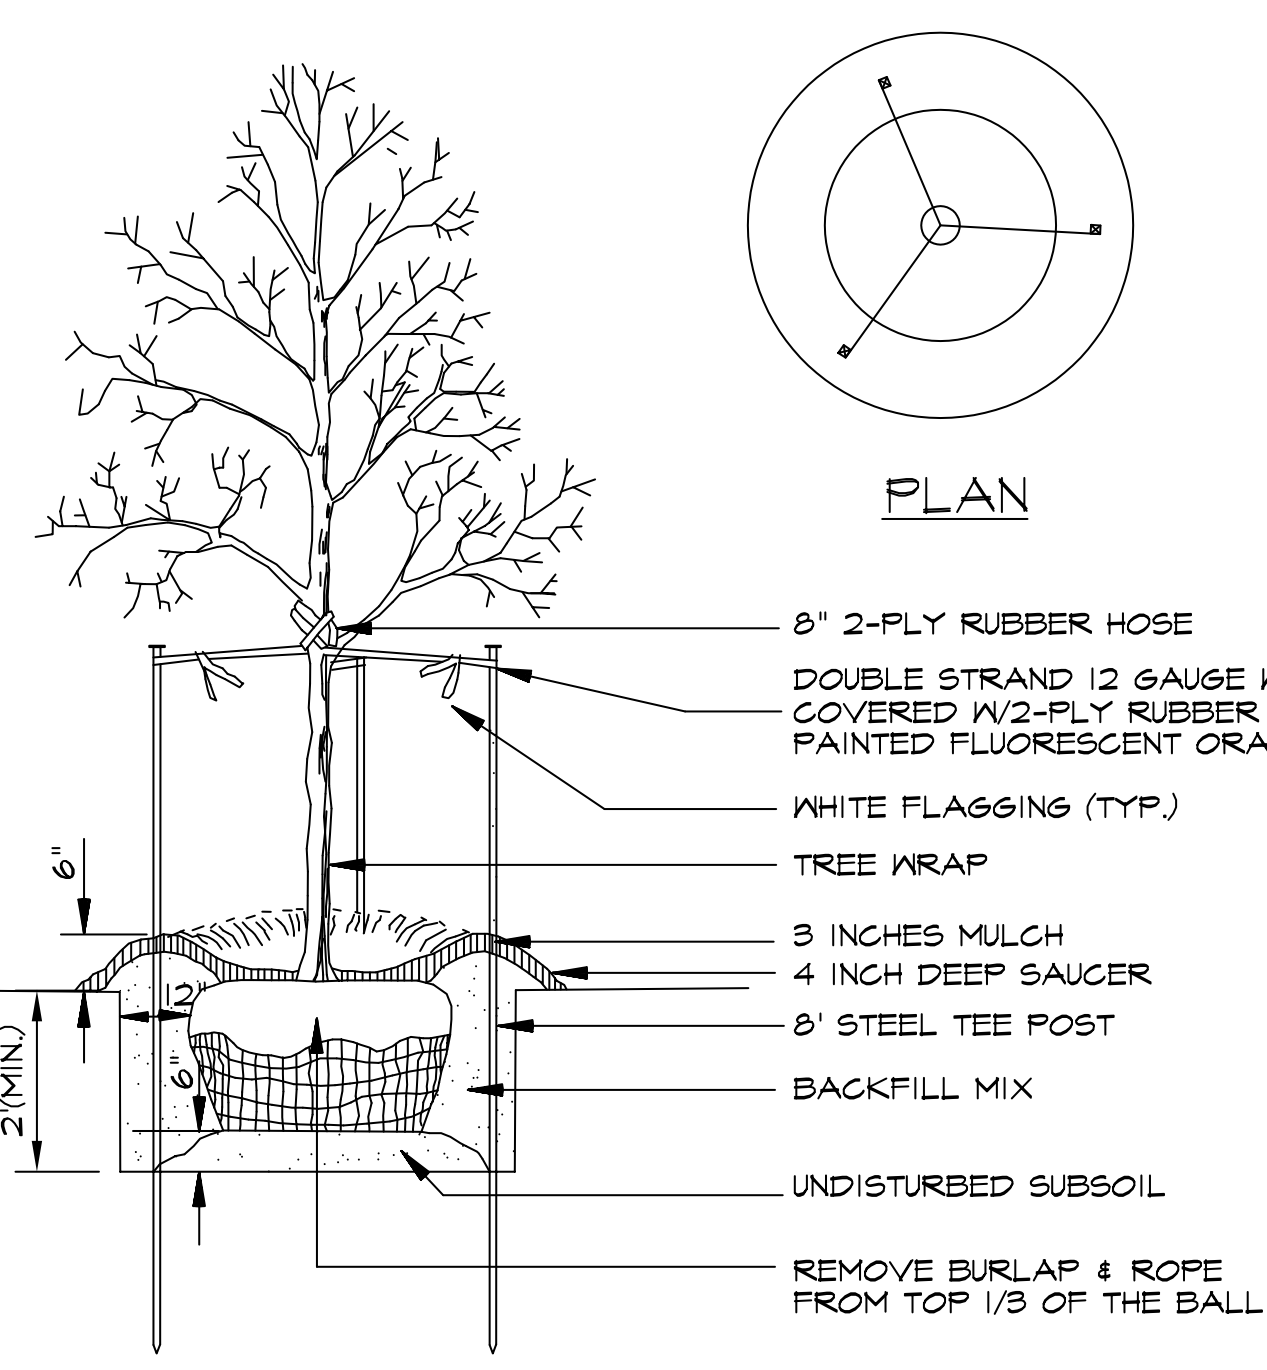 PLAN
8" 2-PLY RUBBER HOSE
DOUBLE STRAND 12 GAUGE
COVERED W/2-PLY RUBBER
PAINTED FLUORESCENT ORA
WHITE FLAGGING (TYP.)
TREE WRAP
6"
3 INCHES MULCH
4 INCH DEEP SAUCER
12"
8' STEEL TEE POST
2'(MIN.)
6"
BACKFILL MIX
UNDISTURBED SUBSOIL
REMOVE BURLAP & ROPE
FROM TOP 1/3 OF THE BALL